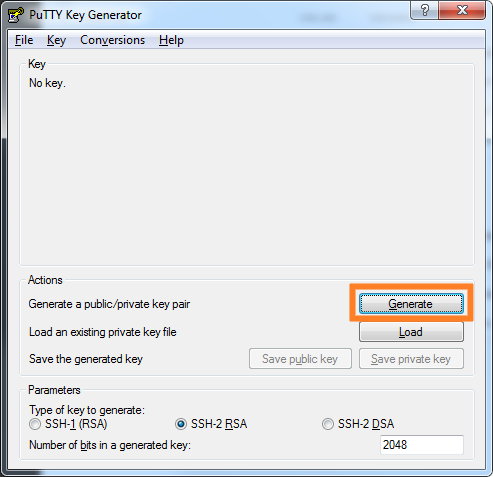 PuTTY Key Generator
?
File Key Conversions Help
Key
No key.
Actions
Generate a public/private key pair Generate
Load an existing private key file Load
Save the generated key Save public key Save private key
Parameters
Type of key to generate:
SSH-1 (RSA) SSH-2 RSA SSH-2 DSA
Number of bits in a generated key: 2048